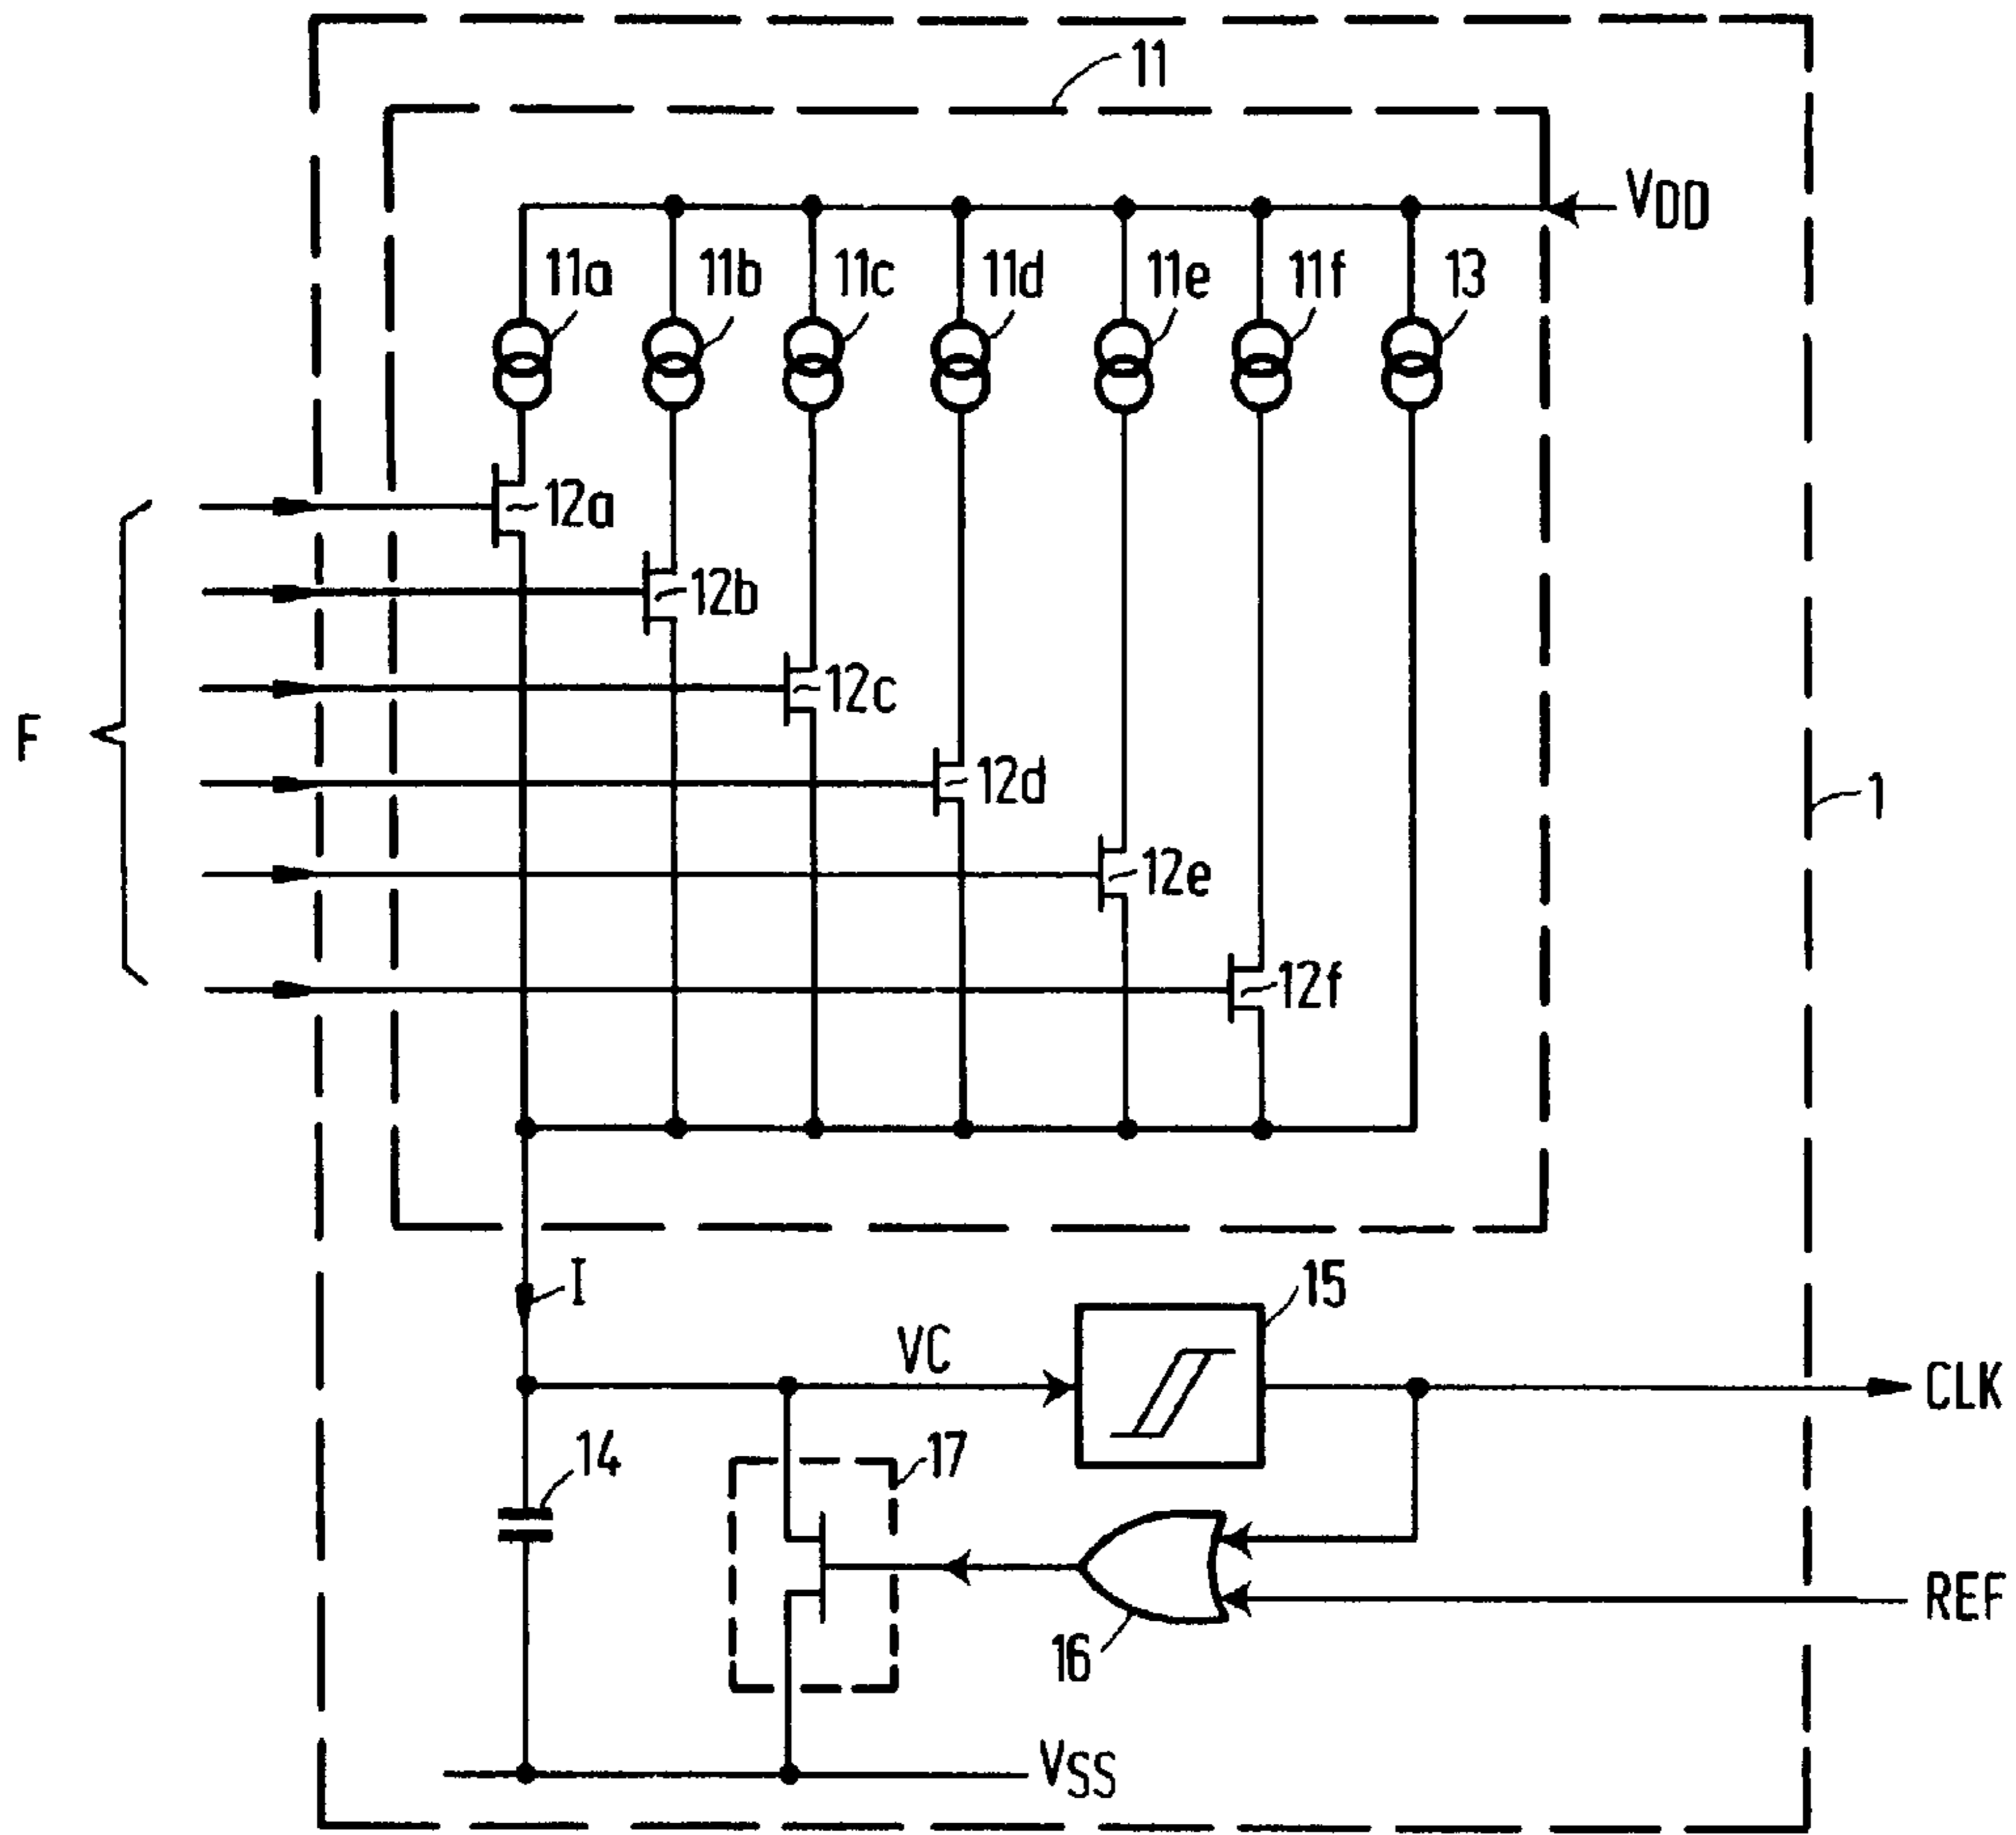 11
VDD
11a 11b 11c 11d 11e 11f 13
12a
12b
12c
F
12d
1
12e
12f
I
15
VC
CLK
14
17
REF
16
VSS